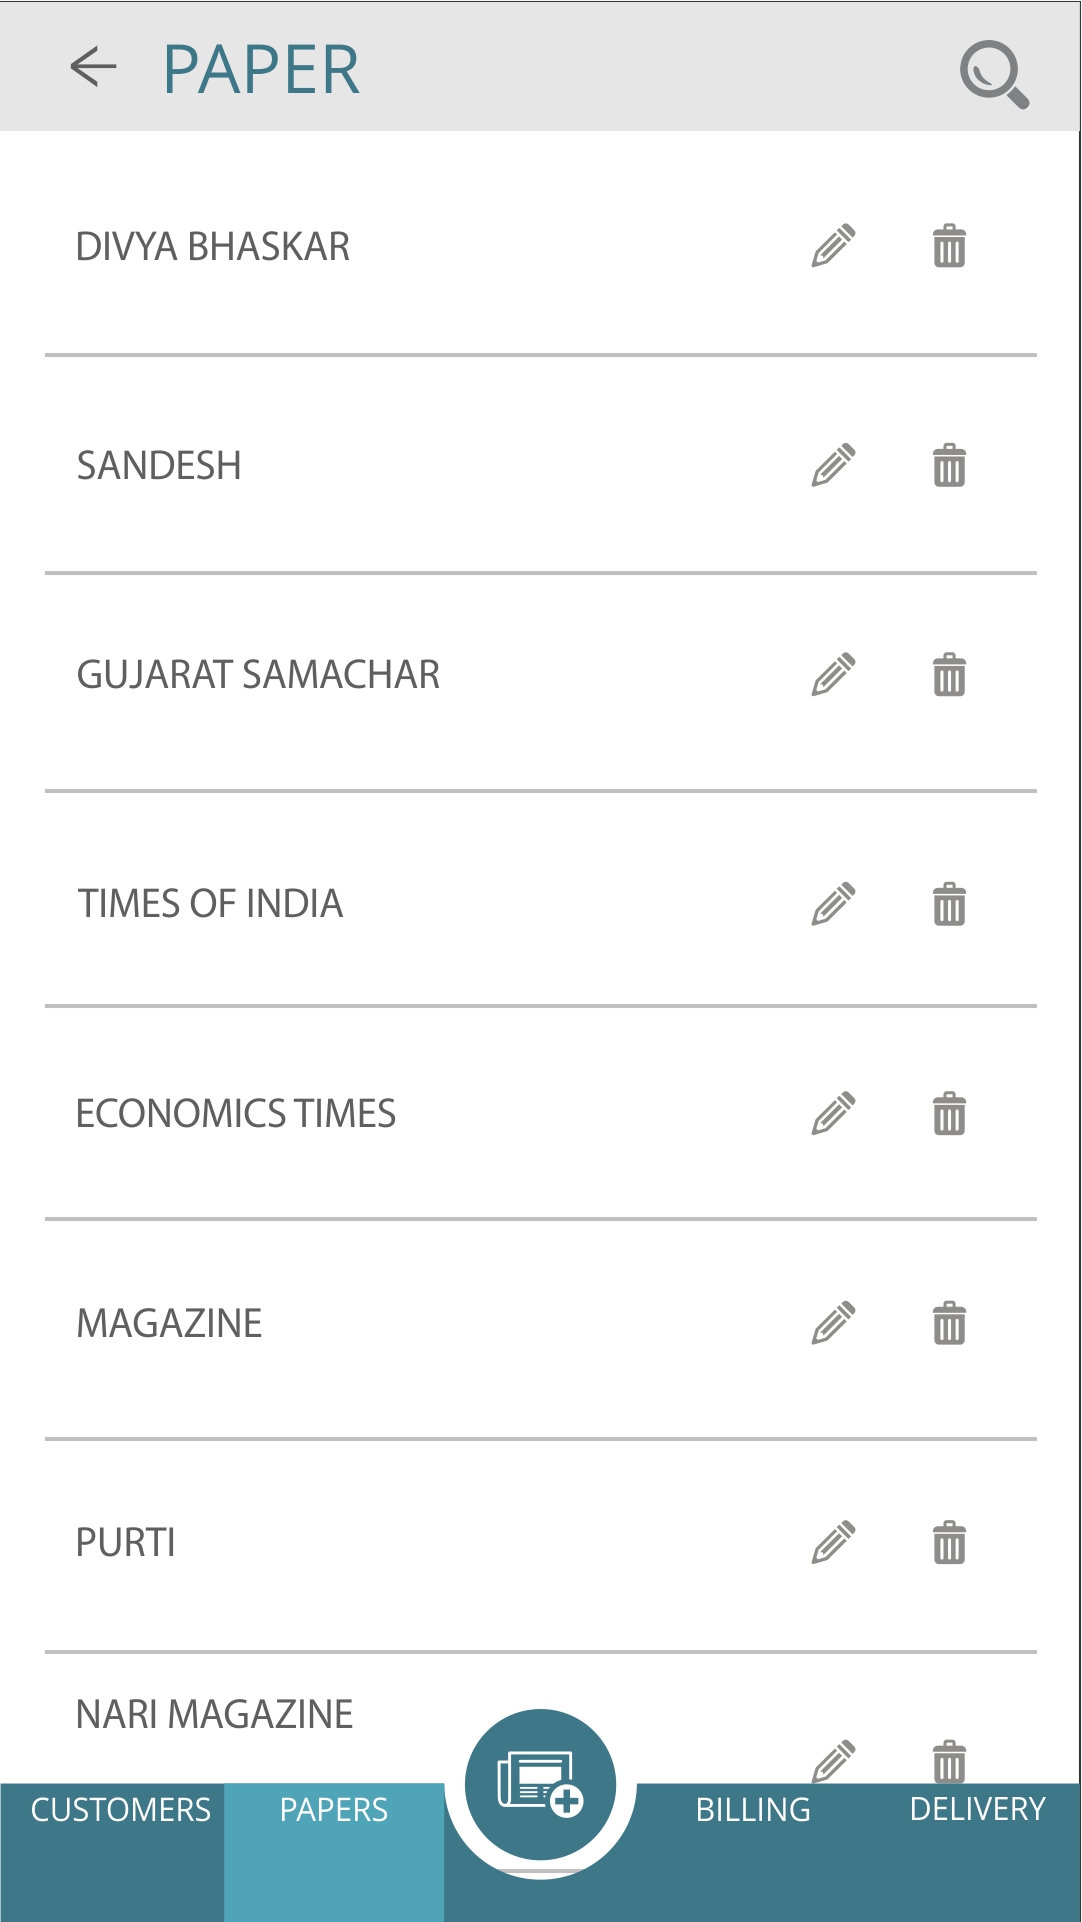 PAPER
DIVYA BHASKAR
SANDESH
GUJARAT SAMACHAR
TIMES OF INDIA
ECONOMICS TIMES
MAGAZINE
PURTI
NARI MAGAZINE
CUSTOMERS PAPERS BILLING DELIVERY